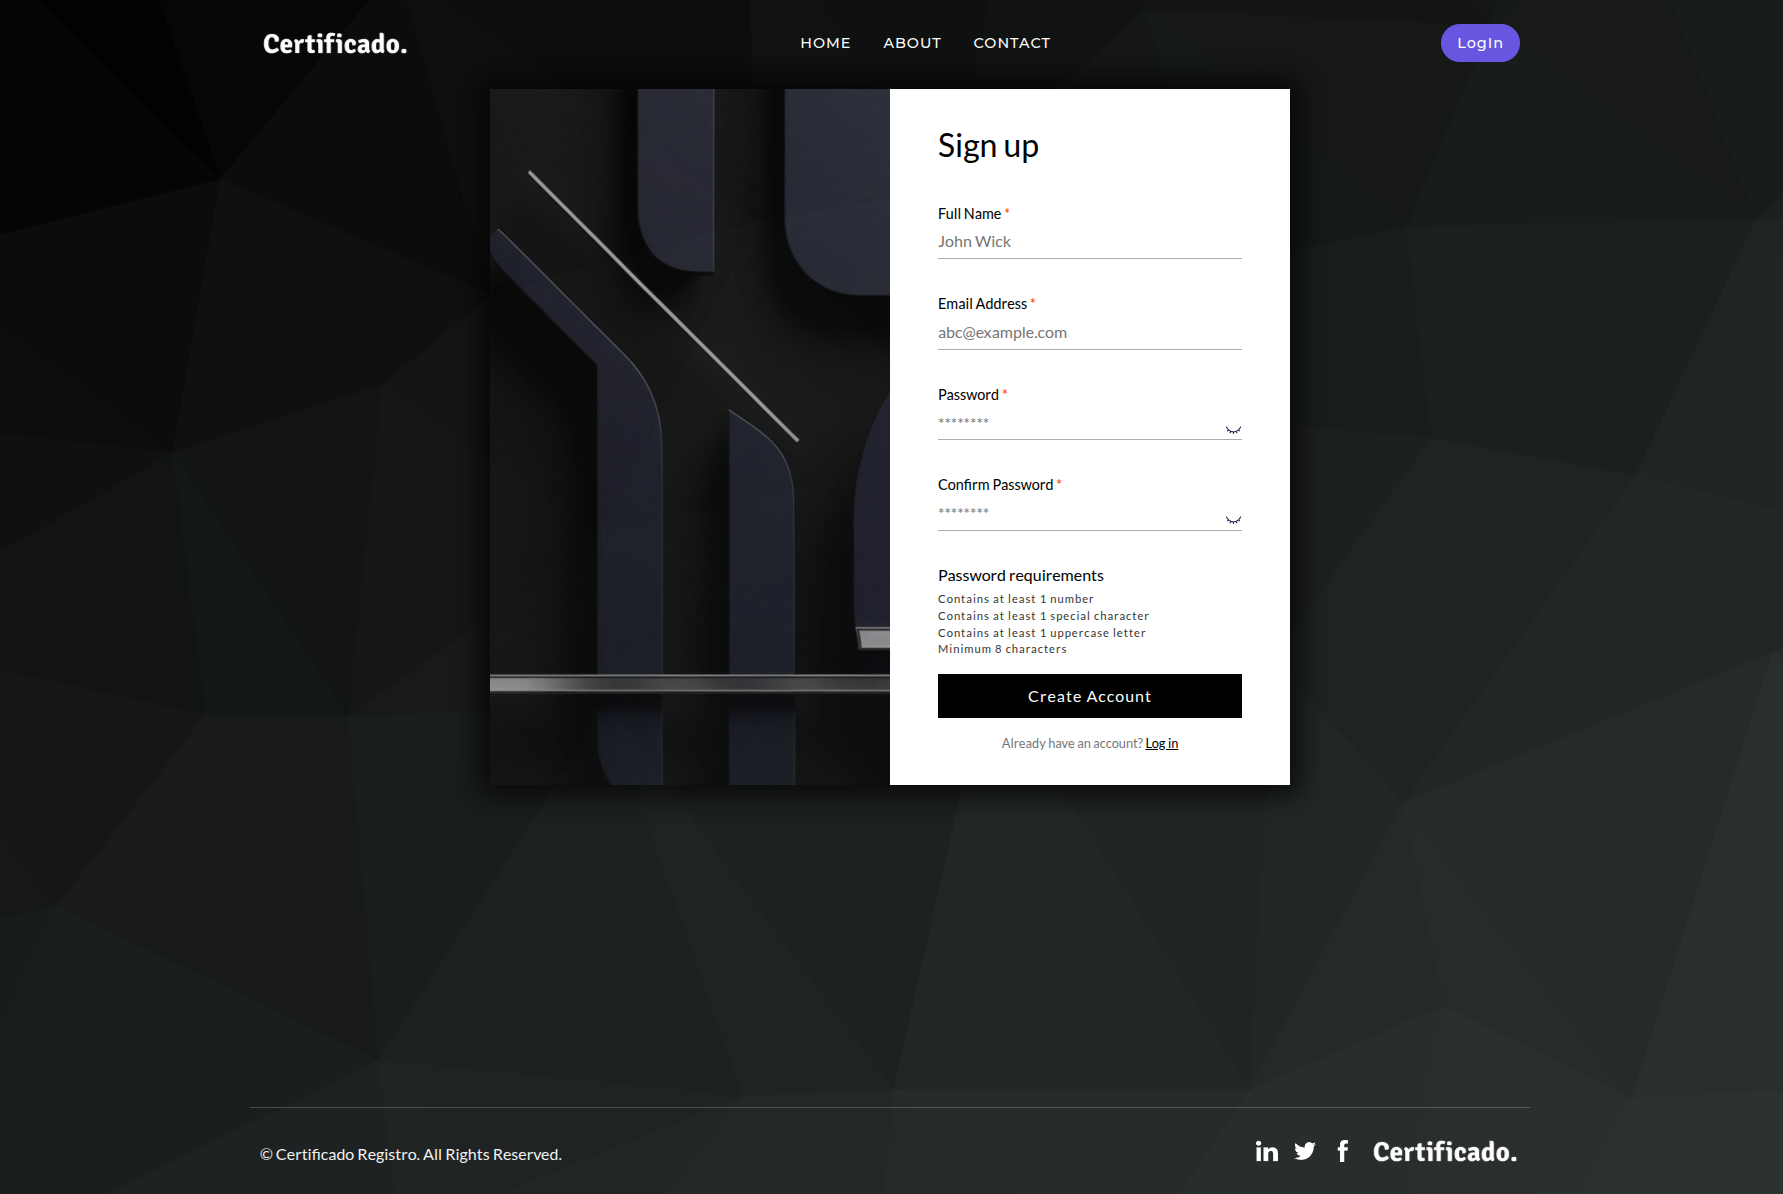 Certificado.
HOME
ABOUT
CONTACT
LogIn
Sign up
Full Name *
John Wick
Email Address *
abc@example.com
Password *
********
Confirm Password *
********
Password requirements
Contains at least 1 number
Contains at least 1 special character
Contains at least 1 uppercase letter
Minimum 8 characters
Create Account
Already have an account? Log in
© Certificado Registro. All Rights Reserved.
Certificado.